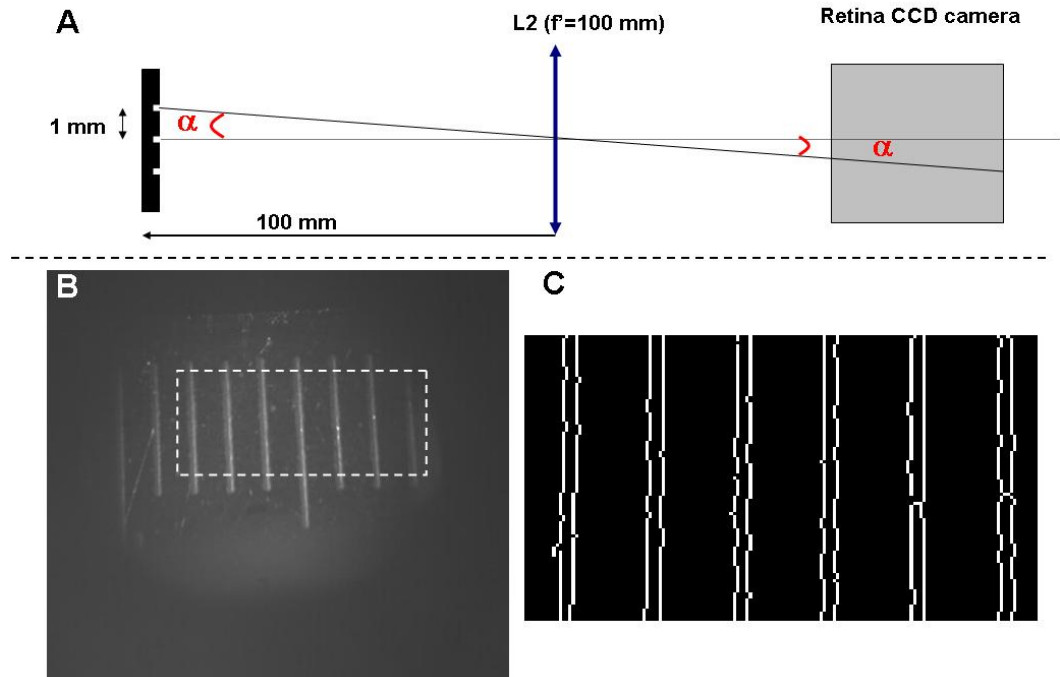 A
L2 (f'=100 mm)
Retina CCD camera
1 mm
α
α
100 mm
B
C